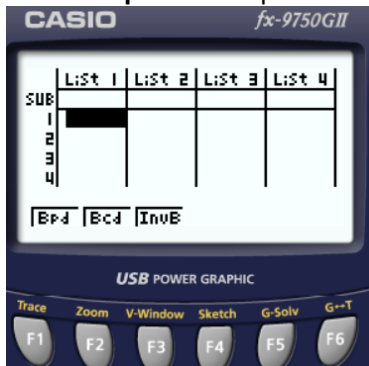 CASIO fx-9750GII
List 1 List 2 List 3 List 4
SUB
1
2
3
4
Bpd Bcd InvB
USB POWER GRAPHIC
Trace Zoom V-Window Sketch G-Solv G↔T
F1 F2 F3 F4 F5 F6